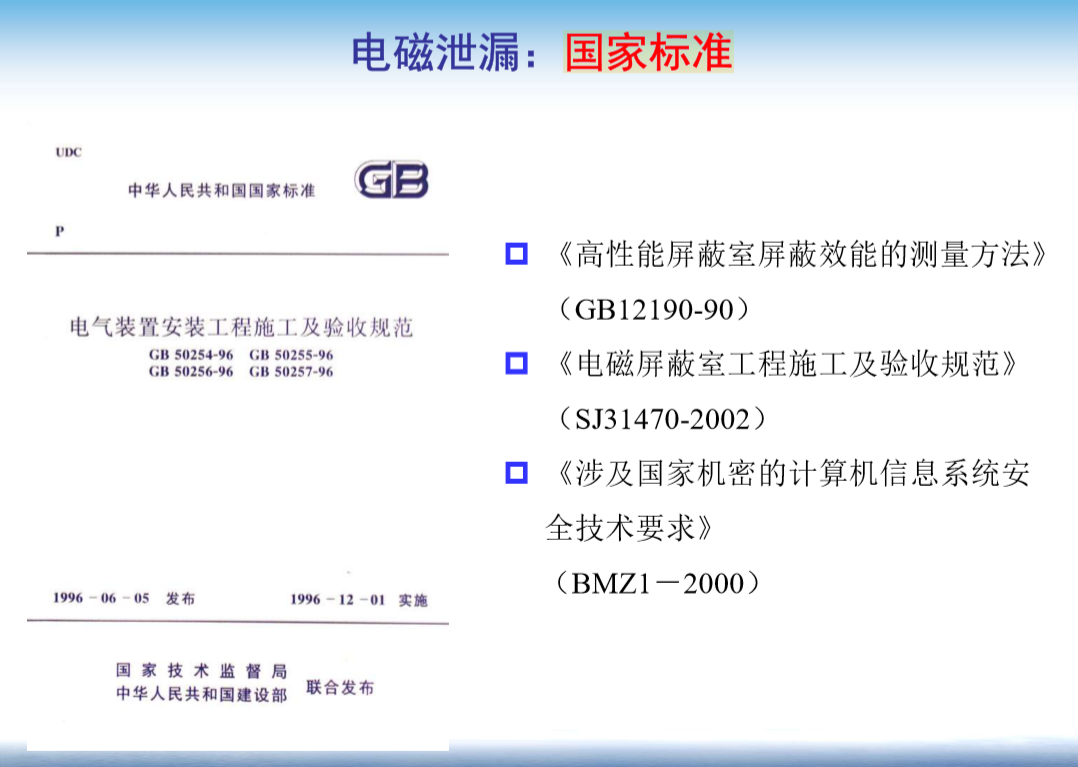 电磁泄漏：国家标准
UDC
中华人民共和国国家标准
GB
P
电气装置安装工程施工及验收规范
GB 50254-96 GB 50255-96
GB 50256-96 GB 50257-96
1996－06－05 发布 1996－12－01 实施
国家技术监督局
中华人民共和国建设部
联合发布
《高性能屏蔽室屏蔽效能的测量方法》
（GB12190-90）
《电磁屏蔽室工程施工及验收规范》
（SJ31470-2002）
《涉及国家机密的计算机信息系统安
全技术要求》
（BMZ1－2000）